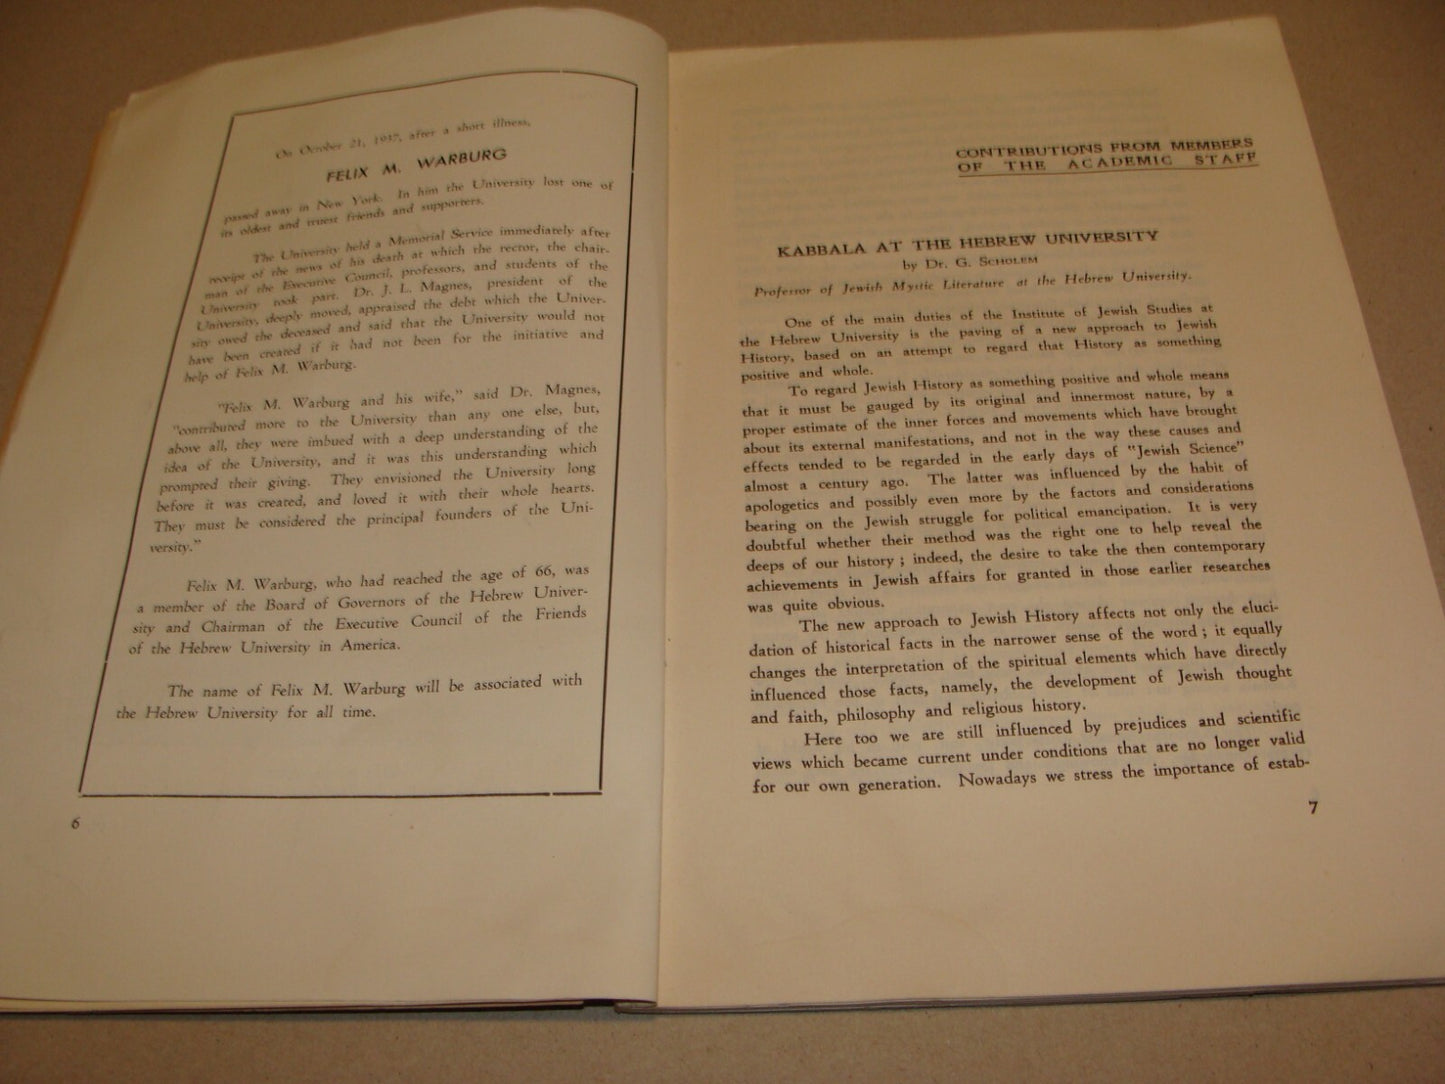 On October 21, 1937, after a short illness,
FELIX M. WARBURG
passed away in New York. In him the University lost one of
its oldest and truest friends and supporters.
The University held a Memorial Service immediately after
receipt of the news of his death at which the rector, the chair-
man of the Executive Council, professors, and students of the
University took part. Dr. J. L. Magnes, president of the
University, deeply moved, appraised the debt which the Univer-
sity owed the deceased and said that the University would not
have been created if it had not been for the initiative and
help of Felix M. Warburg.
"Felix M. Warburg and his wife," said Dr. Magnes,
"contributed more to the University than any one else, but,
above all, they were imbued with a deep understanding of the
idea of the University, and it was this understanding which
prompted their giving. They envisioned the University long
before it was created, and loved it with their whole hearts.
They must be considered the principal founders of the Uni-
versity."
Felix M. Warburg, who had reached the age of 66, was
a member of the Board of Governors of the Hebrew Univer-
sity and Chairman of the Executive Council of the Friends
of the Hebrew University in America.
The name of Felix M. Warburg will be associated with
the Hebrew University for all time.
6
CONTRIBUTIONS FROM MEMBERS
OF THE ACADEMIC STAFF
KABBALA AT THE HEBREW UNIVERSITY
by Dr. G. Scholem
Professor of Jewish Mystic Literature at the Hebrew University.
One of the main duties of the Institute of Jewish Studies at
the Hebrew University is the paving of a new approach to Jewish
History, based on an attempt to regard that History as something
positive and whole.
To regard Jewish History as something positive and whole means
that it must be gauged by its original and innermost nature, by a
proper estimate of the inner forces and movements which have brought
about its external manifestations, and not in the way these causes and
effects tended to be regarded in the early days of "Jewish Science"
almost a century ago. The latter was influenced by the habit of
apologetics and possibly even more by the factors and considerations
bearing on the Jewish struggle for political emancipation. It is very
doubtful whether their method was the right one to help reveal the
deeps of our history; indeed, the desire to take the then contemporary
achievements in Jewish affairs for granted in those earlier researches
was quite obvious.
The new approach to Jewish History affects not only the eluci-
dation of historical facts in the narrower sense of the word; it equally
changes the interpretation of the spiritual elements which have directly
influenced those facts, namely, the development of Jewish thought
and faith, philosophy and religious history.
Here too we are still influenced by prejudices and scientific
views which became current under conditions that are no longer valid
for our own generation. Nowadays we stress the importance of estab-
7